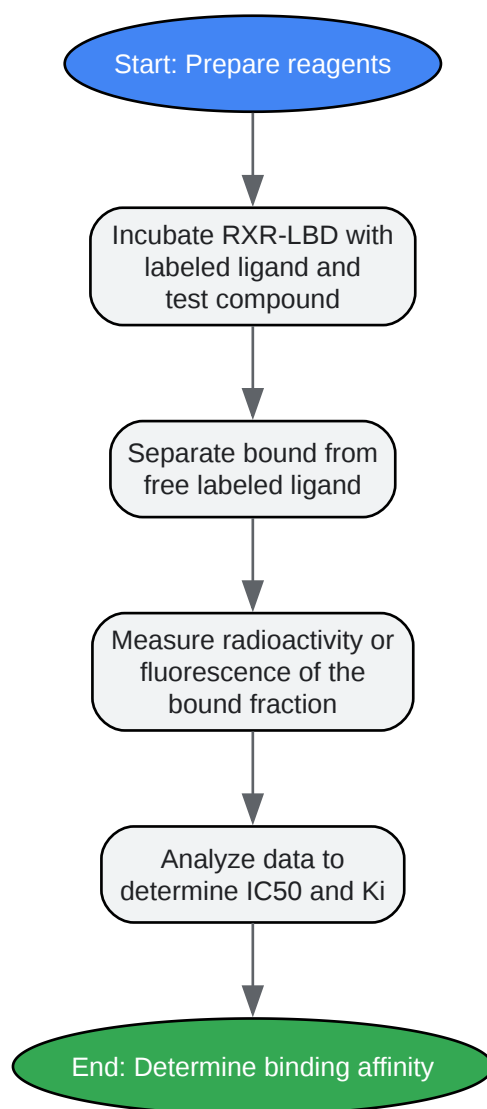 Start: Prepare reagents
Incubate RXR-LBD with
labeled ligand and
test compound
Separate bound from
free labeled ligand
Measure radioactivity or
fluorescence of the
bound fraction
Analyze data to
determine IC50 and Ki
End: Determine binding affinity